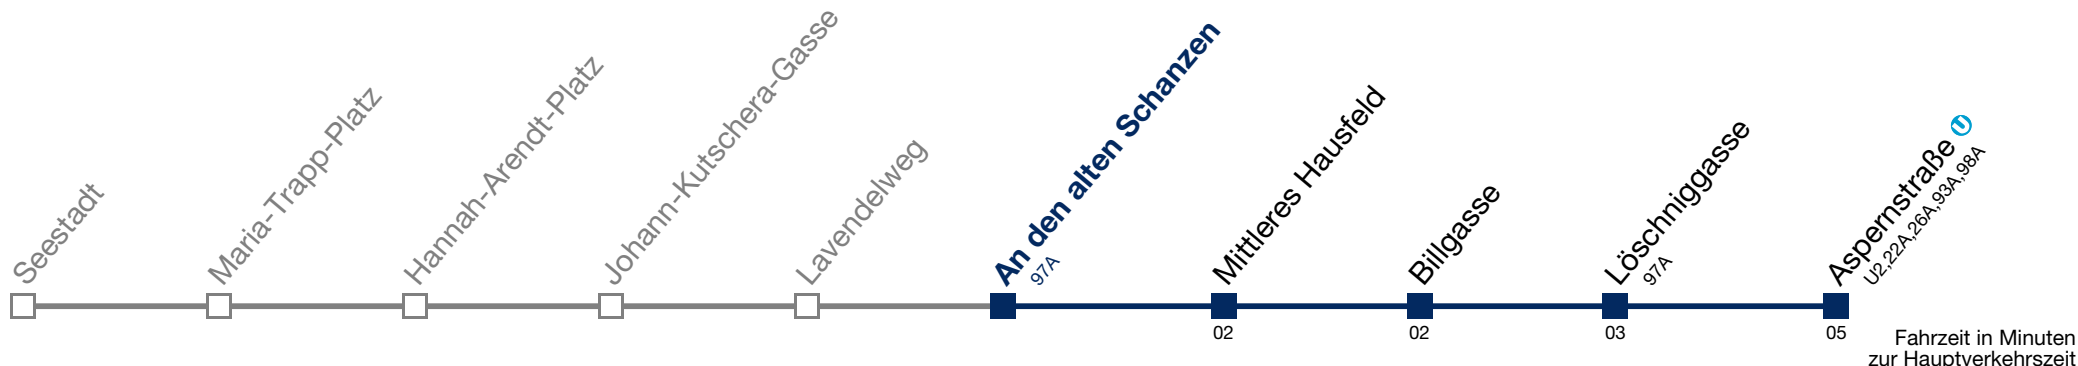 Seestadt
Maria-Trapp-Platz
Hannah-Arendt-Platz
Johann-Kutschera-Gasse
Lavendelweg
An den alten Schanzen
97A
Mittleres Hausfeld
02
Billgasse
02
Löschniggasse
97A
03
Aspernstraße U
U2,22A,26A,93A,98A
05
Fahrzeit in Minuten
zur Hauptverkehrszeit